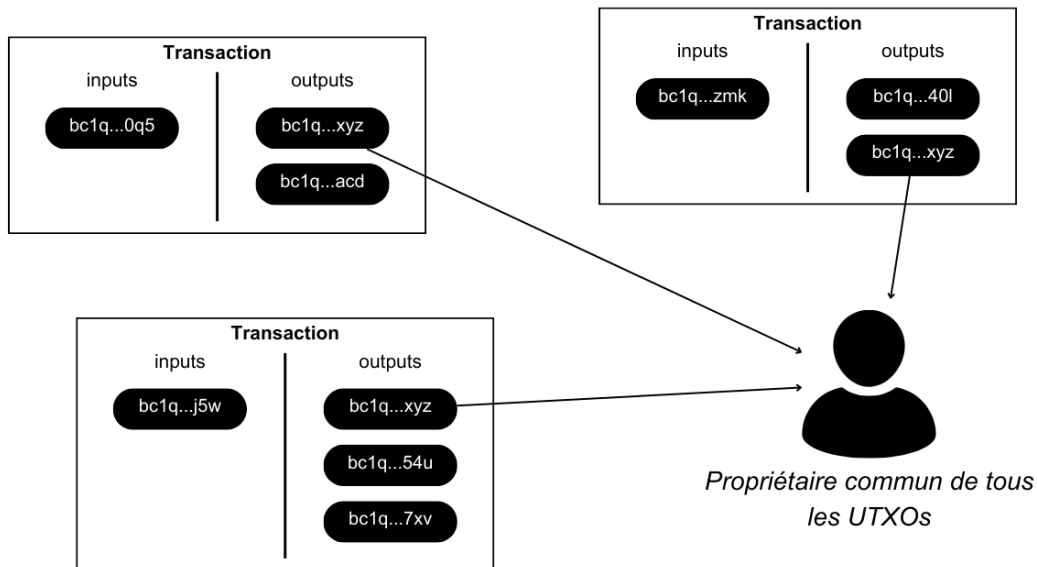 Transaction
inputs
outputs
bc1q...0q5
bc1q...xyz
bc1q...acd
Transaction
inputs
outputs
bc1q...zmk
bc1q...40l
bc1q...xyz
Transaction
inputs
outputs
bc1q...j5w
bc1q...xyz
bc1q...54u
bc1q...7xv
Propriétaire commun de tous
les UTXOs